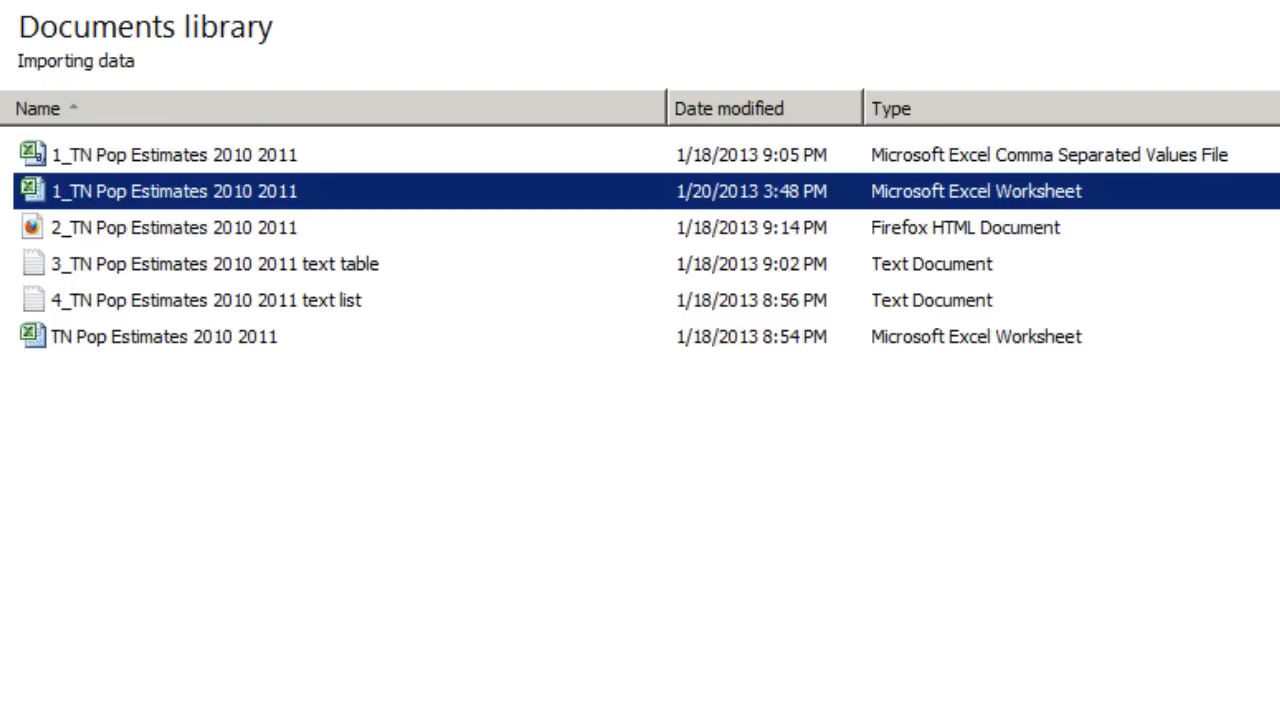 Documents library
Importing data
Name Date modified Type
1_TN Pop Estimates 2010 2011 1/18/2013 9:05 PM Microsoft Excel Comma Separated Values File
1_TN Pop Estimates 2010 2011 1/20/2013 3:48 PM Microsoft Excel Worksheet
2_TN Pop Estimates 2010 2011 1/18/2013 9:14 PM Firefox HTML Document
3_TN Pop Estimates 2010 2011 text table 1/18/2013 9:02 PM Text Document
4_TN Pop Estimates 2010 2011 text list 1/18/2013 8:56 PM Text Document
TN Pop Estimates 2010 2011 1/18/2013 8:54 PM Microsoft Excel Worksheet